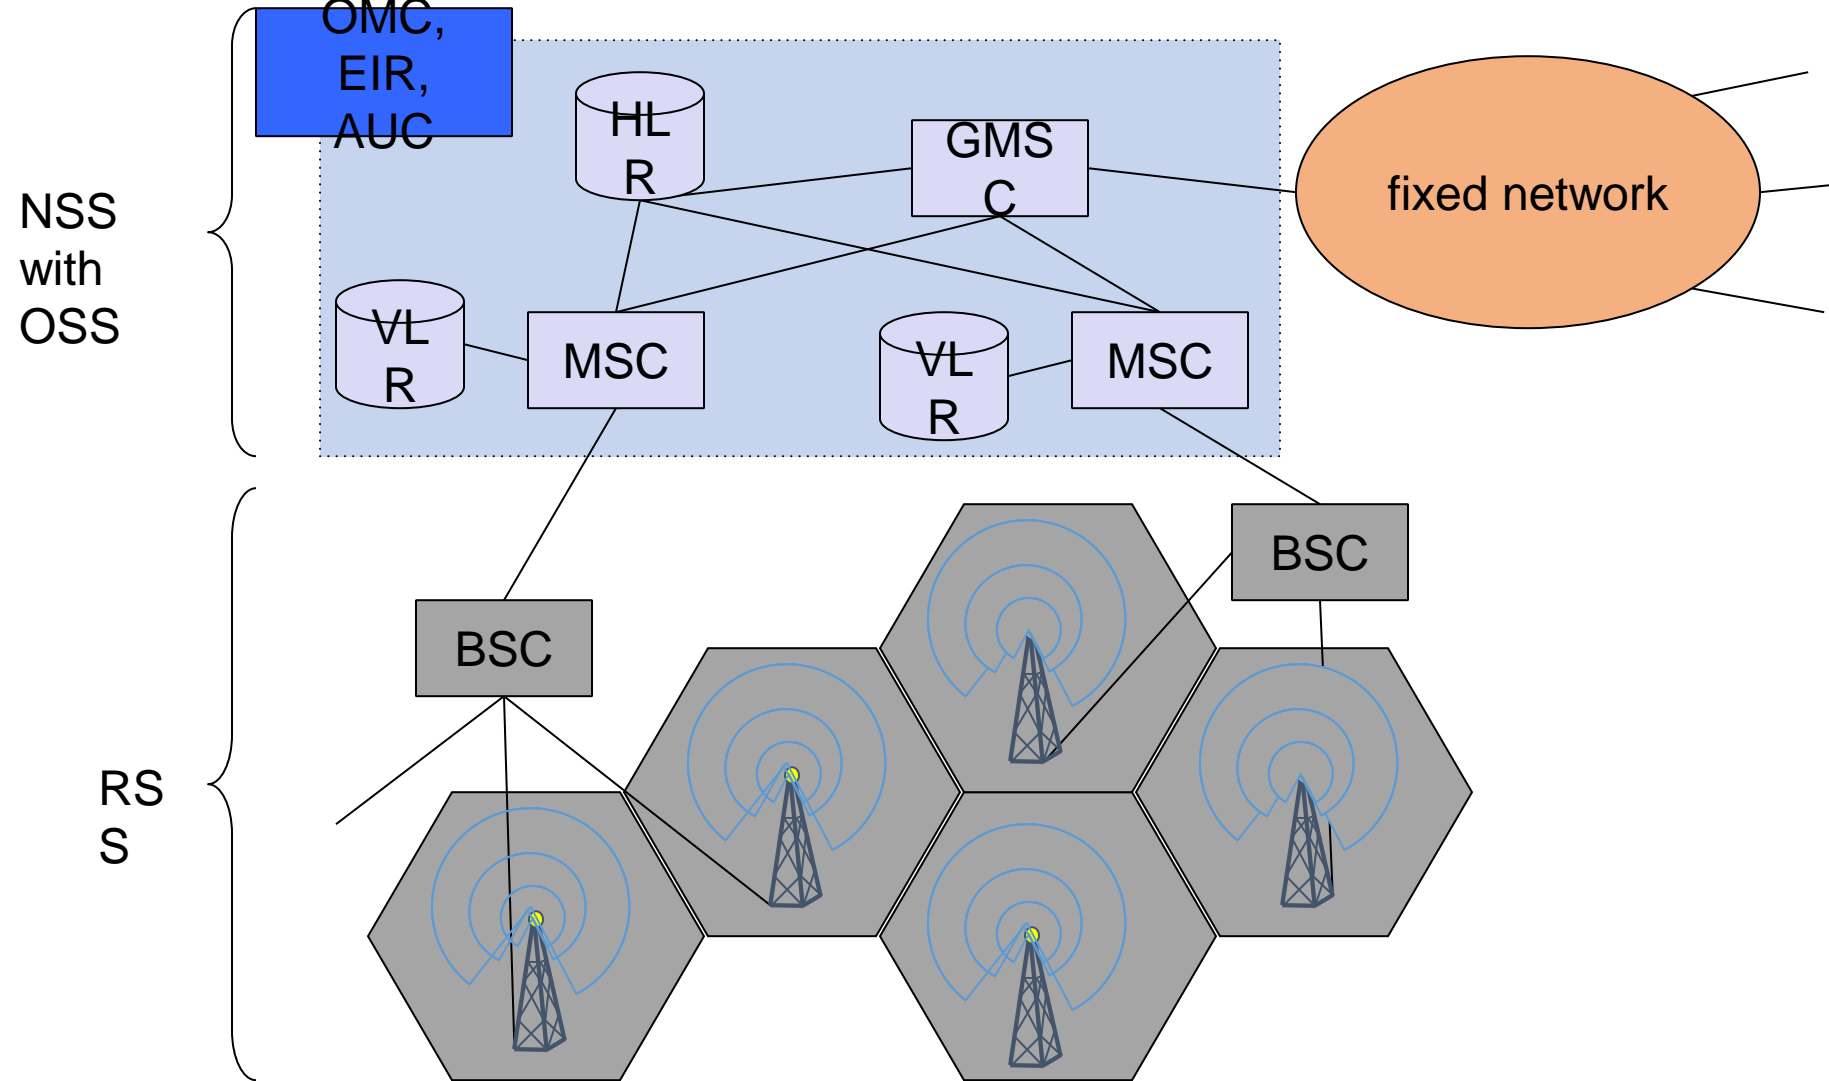 OMC,
EIR,
AUC
HL
R
GMS
C
fixed network
NSS
with
OSS
VL
R
MSC
VL
R
MSC
BSC
BSC
RS
S